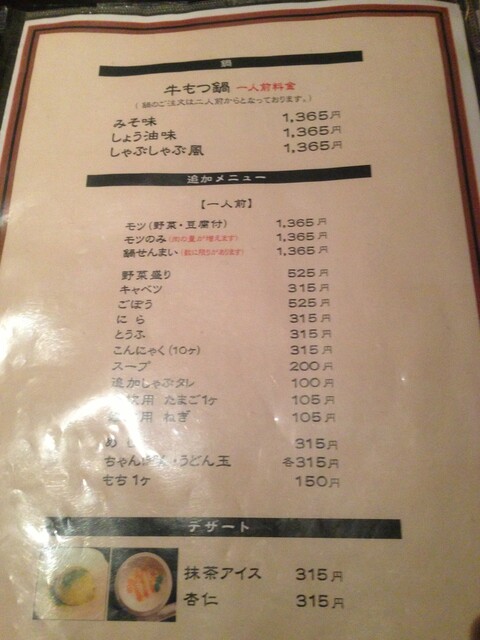 鍋
牛もつ鍋 一人前料金
(鍋のご注文は二人前からとなっております。)
みそ味 1,365円
しょう油味 1,365円
しゃぶしゃぶ風 1,365円
追加メニュー
【一人前】
モツ(野菜・豆腐付) 1,365円
モツのみ 1,365円
鍋せんまい 1,365円
野菜盛り 525円
キャベツ 315円
ごぼう 525円
にら 315円
とうふ 315円
こんにゃく(10ヶ) 315円
スープ 200円
追加しゃぶタレ 100円
用 たまご1ヶ 105円
用 ねぎ 105円
めし 315円
ちゃんぽ ・うどん玉 各315円
もち1ヶ 150円
デザート
抹茶アイス 315円
杏仁 315円